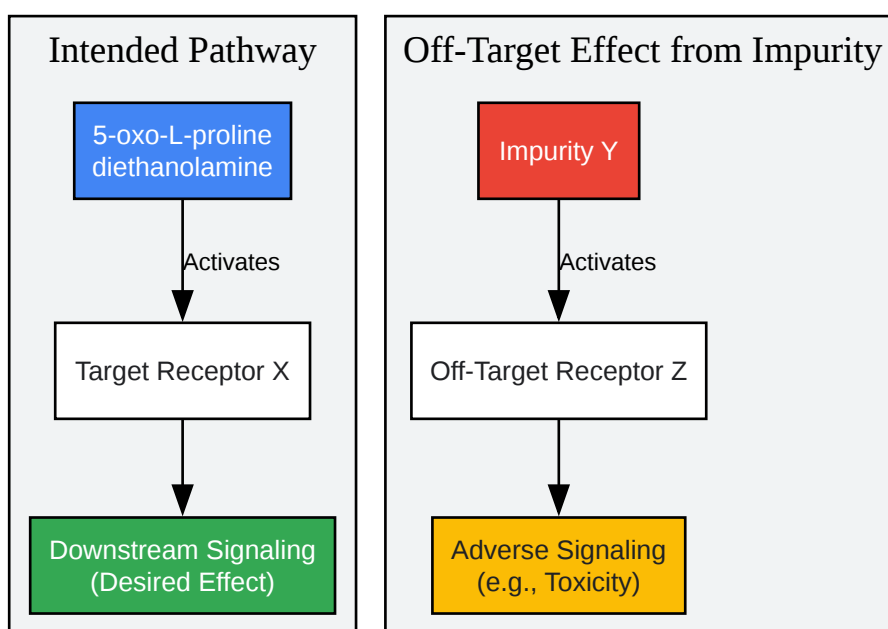 Intended Pathway
5-oxo-L-proline
diethanolamine
Activates
Target Receptor X
Downstream Signaling
(Desired Effect)
Off-Target Effect from Impurity
Impurity Y
Activates
Off-Target Receptor Z
Adverse Signaling
(e.g., Toxicity)